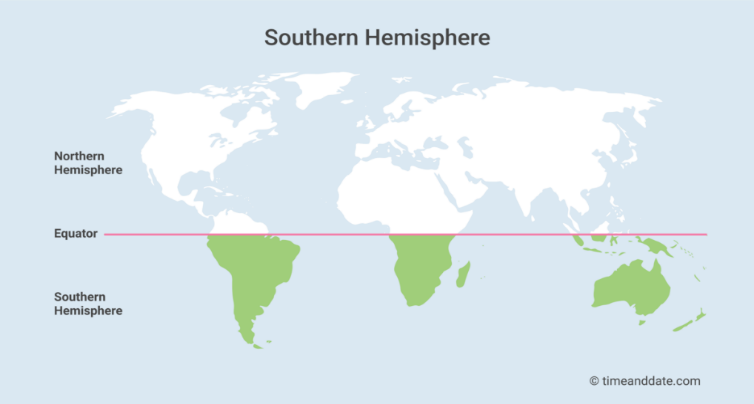 Southern Hemisphere
Northern
Hemisphere
Equator
Southern
Hemisphere
© timeanddate.com